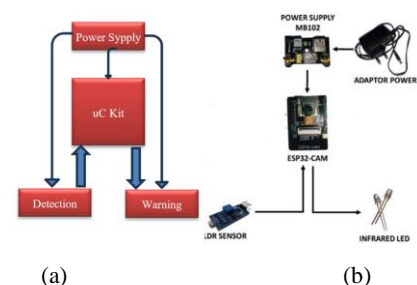 Power Sypply
uC Kit
Detection
Warning
(a)
POWER SUPPLY
MB102
ADAPTOR POWER
ESP32-CAM
LDR SENSOR
INFRARED LED
(b)